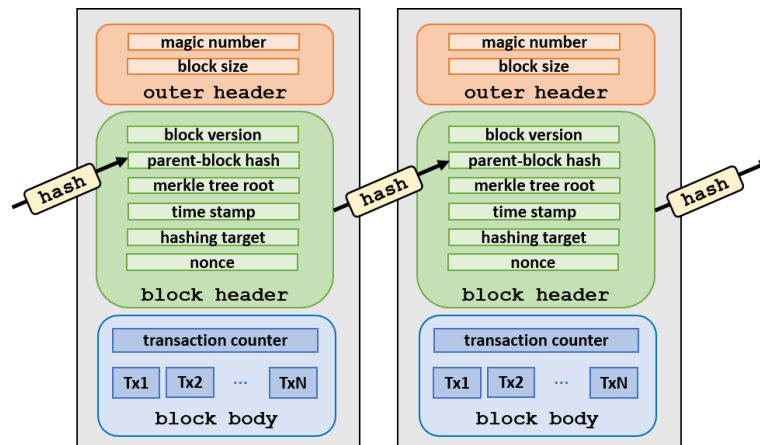 magic number
block size
outer header
block version
parent-block hash
merkle tree root
time stamp
hashing target
nonce
block header
transaction counter
Tx1 Tx2 ... TxN
block body
hash
magic number
block size
outer header
block version
parent-block hash
merkle tree root
time stamp
hashing target
nonce
block header
transaction counter
Tx1 Tx2 ... TxN
block body
hash
hash